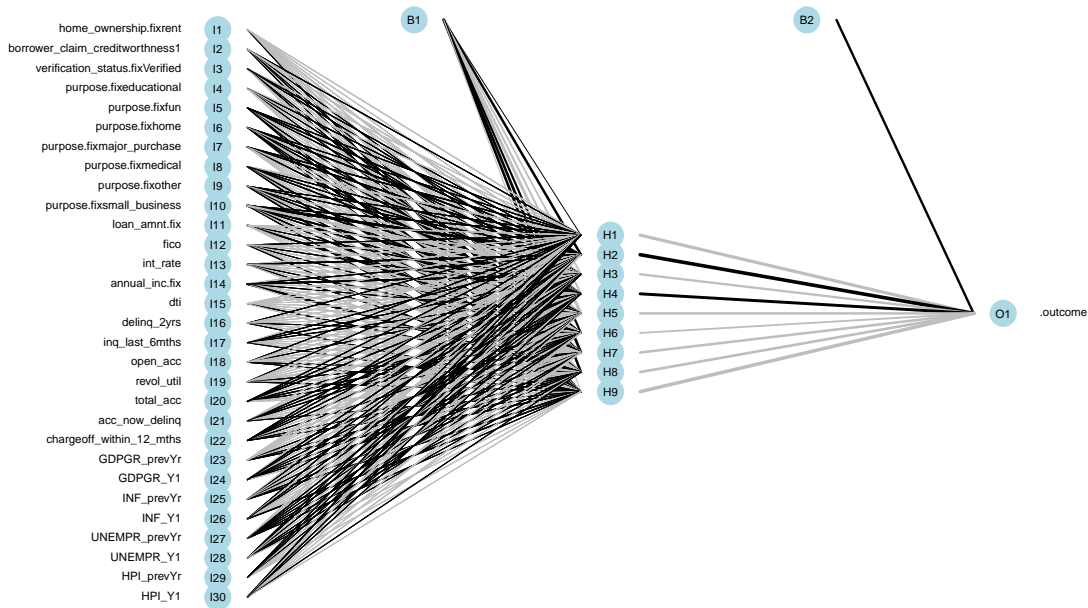 B1
B2
home_ownership.fixrent I1
borrower_claim_creditworthness1 I2
verification_status.fixVerified I3
purpose.fixeducational I4
purpose.fixfun I5
purpose.fixhome I6
purpose.fixmajor_purchase I7
purpose.fixmedical I8
purpose.fixother I9
purpose.fixsmall_business I10
loan_amnt.fix I11
fico I12
int_rate I13
annual_inc.fix I14
dti I15
delinq_2yrs I16
inq_last_6mths I17
open_acc I18
revol_util I19
total_acc I20
acc_now_delinq I21
chargeoff_within_12_mths I22
GDPGR_prevYr I23
GDPGR_Y1 I24
INF_prevYr I25
INF_Y1 I26
UNEMPR_prevYr I27
UNEMPR_Y1 I28
HPI_prevYr I29
HPI_Y1 I30
H1
H2
H3
H4
H5
H6
H7
H8
H9
O1 .outcome